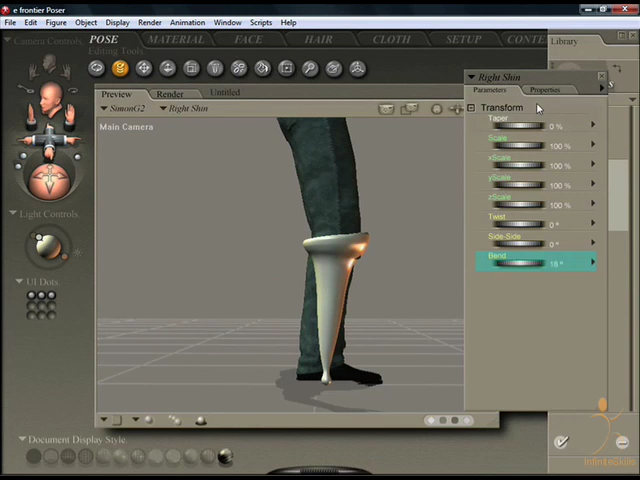 e frontier Poser
File Edit Figure Object Display Render Animation Window Scripts Help
Camera Controls
POSE MATERIAL FACE HAIR CLOTH SETUP CONTE
Library
Editing Tools
Preview Render Untitled
SimonG2 Right Shin
Main Camera
Right Shin
Parameters Properties
Transform
Taper
0 %
Scale
100 %
xScale
100 %
yScale
100 %
zScale
100 %
Twist
0 º
Side-Side
0 º
Bend
18 º
Light Controls
UI Dots
Document Display Style
InfiniteSkills